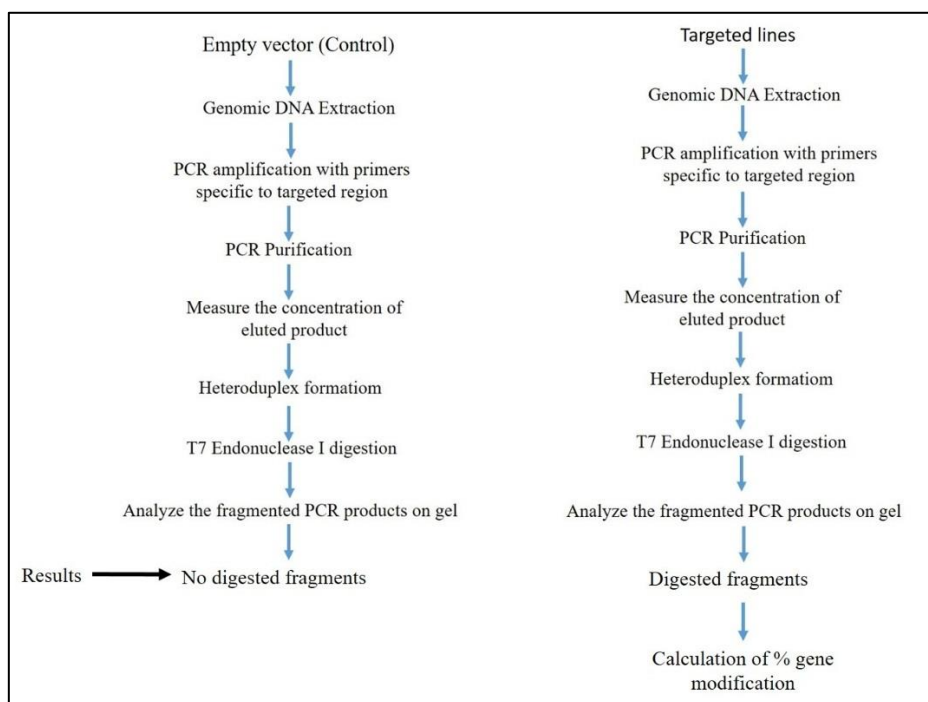 Empty vector (Control)
Genomic DNA Extraction
PCR amplification with primers
specific to targeted region
PCR Purification
Measure the concentration of
eluted product
Heteroduplex formatiom
T7 Endonuclease I digestion
Analyze the fragmented PCR products on gel
Results
No digested fragments
Targeted lines
Genomic DNA Extraction
PCR amplification with primers
specific to targeted region
PCR Purification
Measure the concentration of
eluted product
Heteroduplex formatiom
T7 Endonuclease I digestion
Analyze the fragmented PCR products on gel
Digested fragments
Calculation of % gene
modification